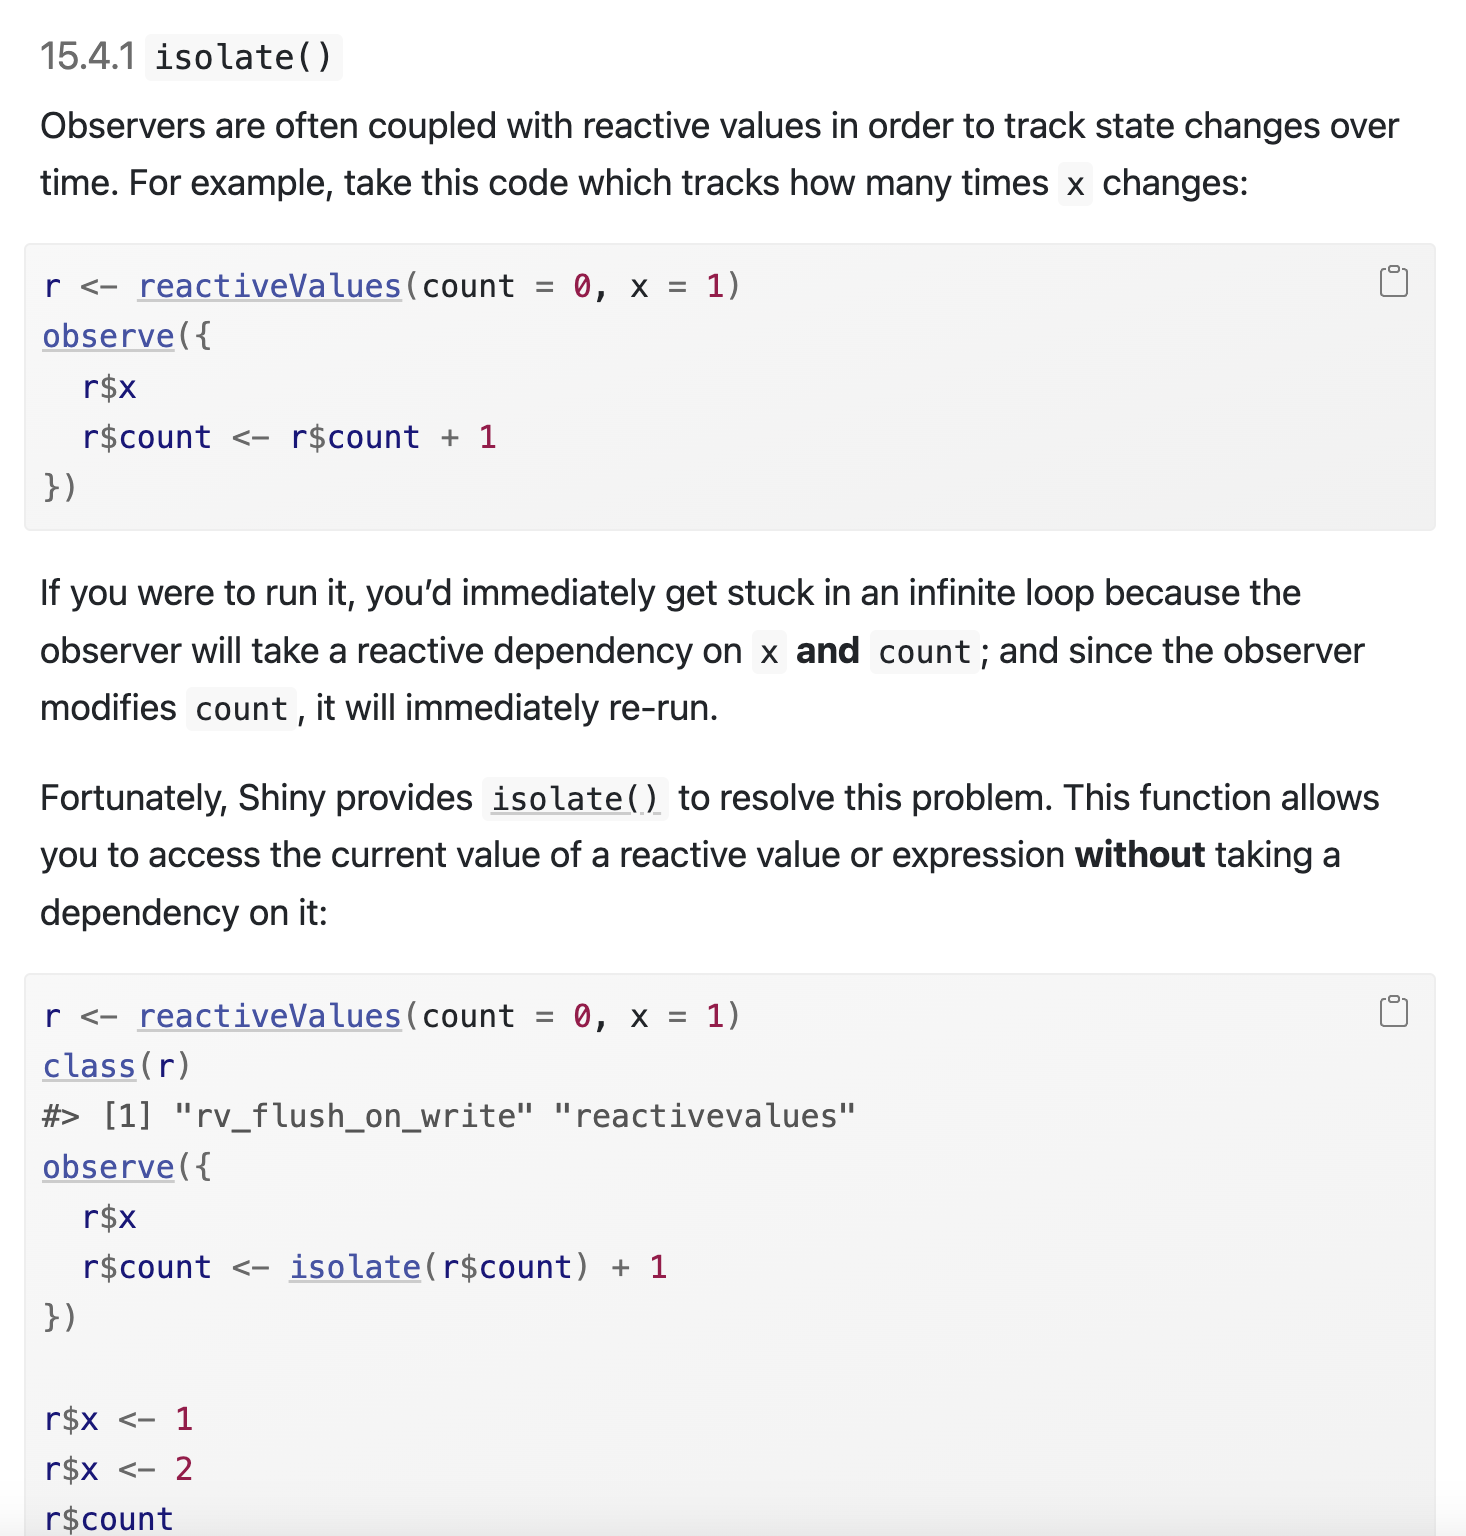 15.4.1 isolate()
Observers are often coupled with reactive values in order to track state changes over
time. For example, take this code which tracks how many times x changes:
r <- reactiveValues(count = 0, x = 1)
observe({
  r$x
  r$count <- r$count + 1
})
If you were to run it, you’d immediately get stuck in an infinite loop because the
observer will take a reactive dependency on x and count; and since the observer
modifies count, it will immediately re-run.
Fortunately, Shiny provides isolate() to resolve this problem. This function allows
you to access the current value of a reactive value or expression without taking a
dependency on it:
r <- reactiveValues(count = 0, x = 1)
class(r)
#> [1] "rv_flush_on_write" "reactivevalues"
observe({
  r$x
  r$count <- isolate(r$count) + 1
})
r$x <- 1
r$x <- 2
r$count